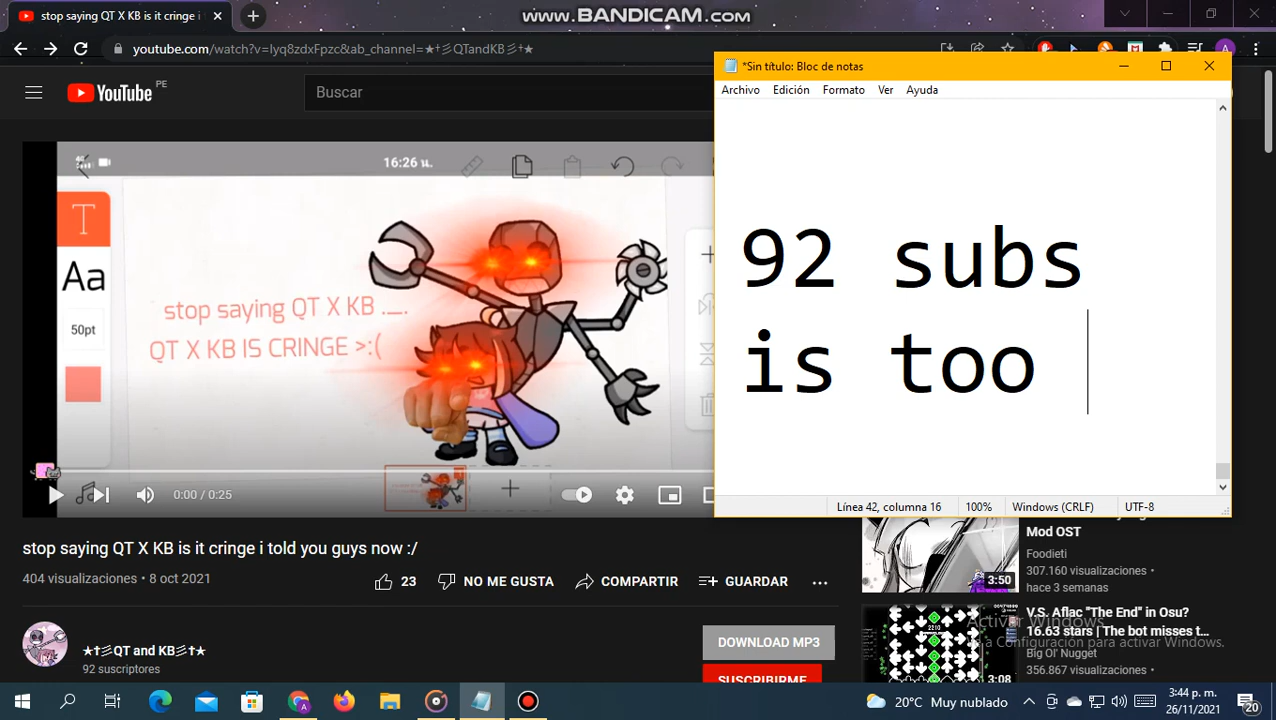 stop saying QT X KB is it cringe i
www.BANDICAM.com
youtube.com/watch?v=lyq8zdxFpzc&ab_channel=★†彡QTandKB彡†★
A
YouTube PE
Buscar
*Sin título: Bloc de notas
Archivo Edición Formato Ver Ayuda
92 subs
is too
Línea 42, columna 16 100% Windows (CRLF) UTF-8
4G
16:26 น.
T
Aa
50pt
stop saying QT X KB ._.
QT X KB IS CRINGE >:(
0:00 / 0:25
stop saying QT X KB is it cringe i told you guys now :/
404 visualizaciones • 8 oct 2021
23 NO ME GUSTA COMPARTIR GUARDAR
★†彡QT and KB彡†★
92 suscriptores
DOWNLOAD MP3
SUSCRIBIRME
Mod OST
Foodieti
307.160 visualizaciones •
hace 3 semanas
3:50
V.S. Aflac "The End" in Osu?
16.63 stars | The bot misses t...
Big Ol' Nugget
356.867 visualizaciones •
3:08
2210
Activar Windows
Ve a Configuración para activar Windows.
20°C Muy nublado
3:44 p. m.
26/11/2021
20